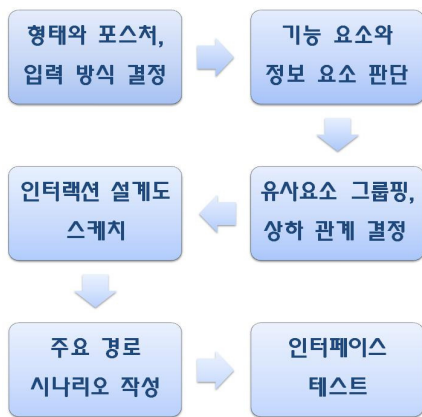 형태와 포스처,
입력 방식 결정
기능 요소와
정보 요소 판단
유사요소 그룹핑,
상하 관계 결정
인터랙션 설계도
스케치
주요 경로
시나리오 작성
인터페이스
테스트